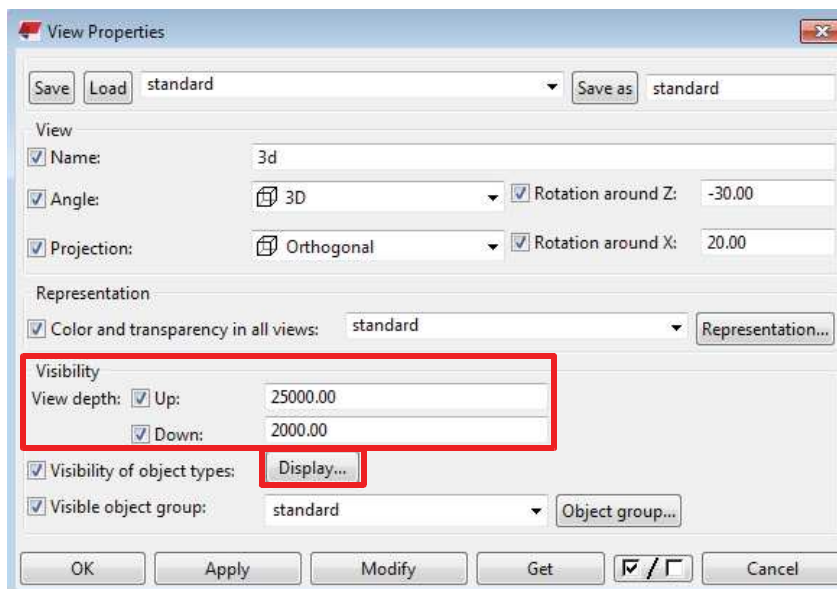 View Properties
Save Load standard Save as standard
View
Name: 3d
Angle: 3D Rotation around Z: -30.00
Projection: Orthogonal Rotation around X: 20.00
Representation
Color and transparency in all views: standard Representation...
Visibility
View depth: Up: 25000.00
Down: 2000.00
Visibility of object types: Display...
Visible object group: standard Object group...
OK Apply Modify Get / Cancel